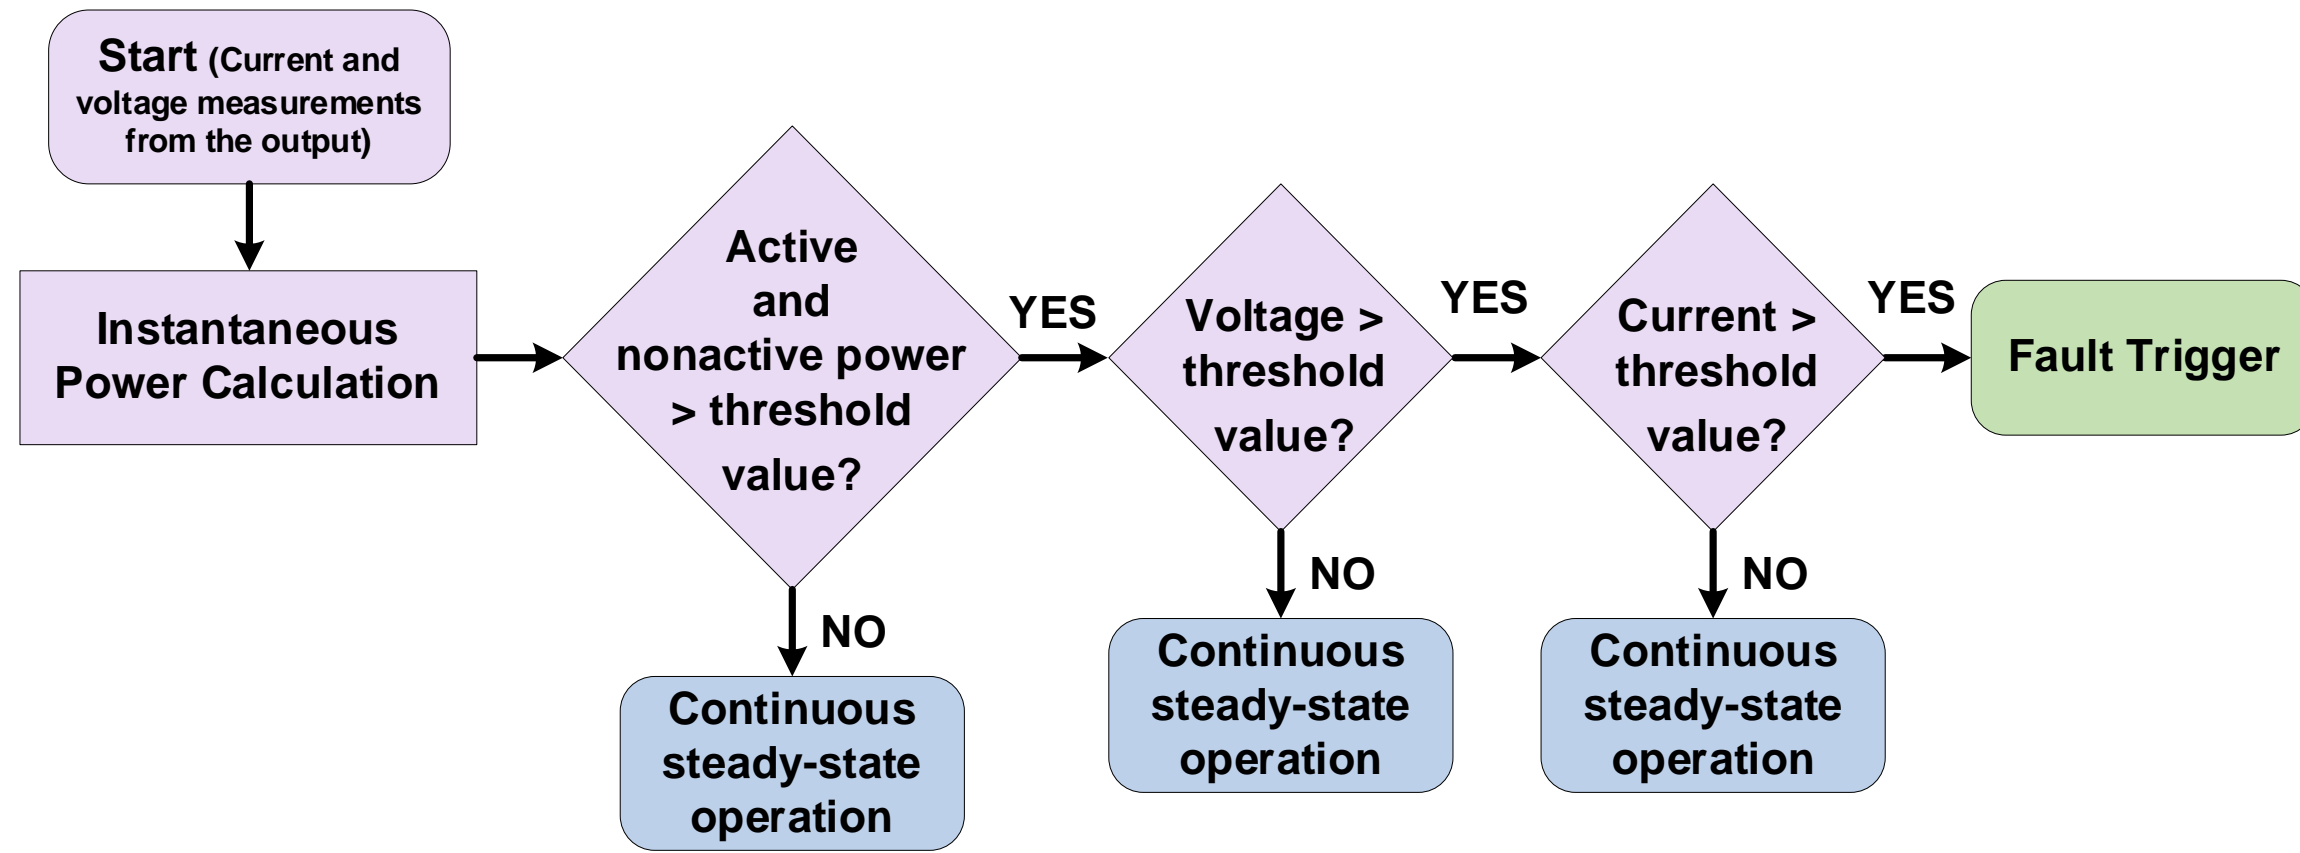 Start (Current and
voltage measurements
from the output)
Instantaneous
Power Calculation
Active
and
nonactive power
> threshold
value?
YES
NO
Continuous
steady-state
operation
Voltage >
threshold
value?
YES
NO
Continuous
steady-state
operation
Current >
threshold
value?
YES
NO
Continuous
steady-state
operation
Fault Trigger